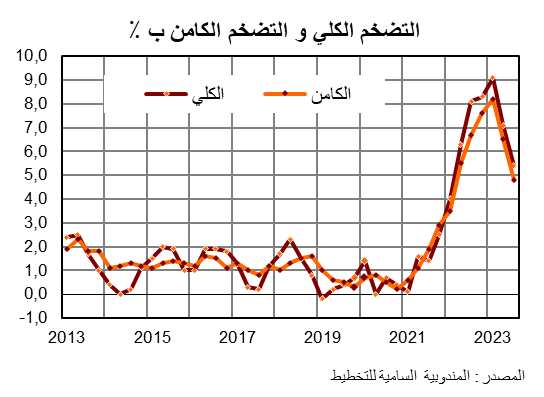 التضخم الكلي و التضخم الكامن ب ٪
10,0
9,0
8,0
7,0
6,0
5,0
4,0
3,0
2,0
1,0
0,0
-1,0
الكلي
الكامن
2013 2015 2017 2019 2021 2023
المصدر : المندوبية السامية للتخطيط